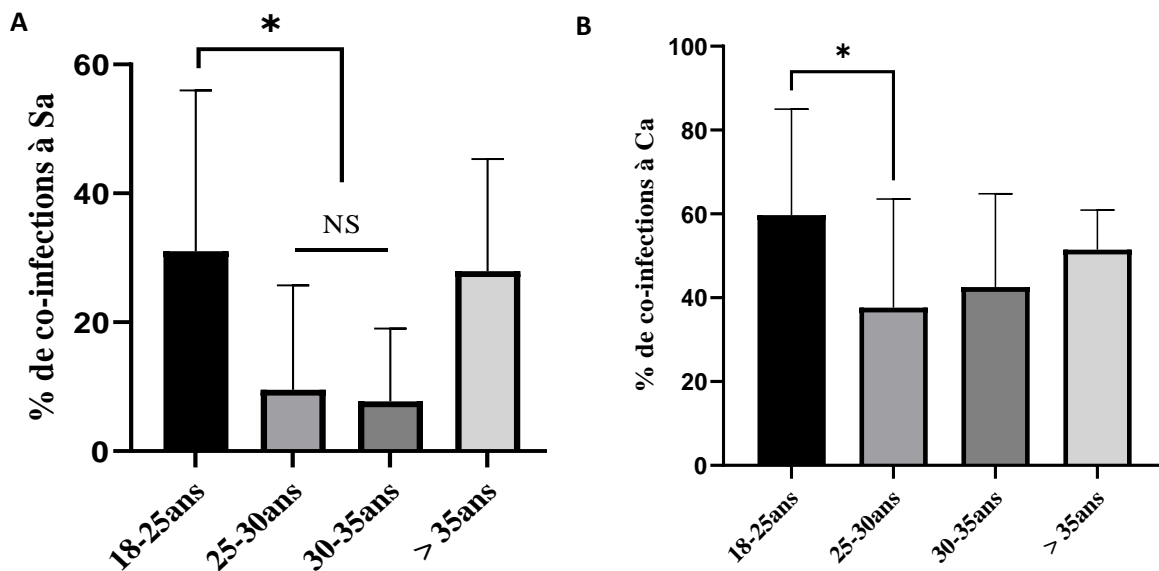 A
*
% de co-infections à Sa
60
40
20
0
NS
18-25ans
25-30ans
30-35ans
> 35ans
B
*
% de co-infections à Ca
100
80
60
40
20
0
18-25ans
25-30ans
30-35ans
> 35ans